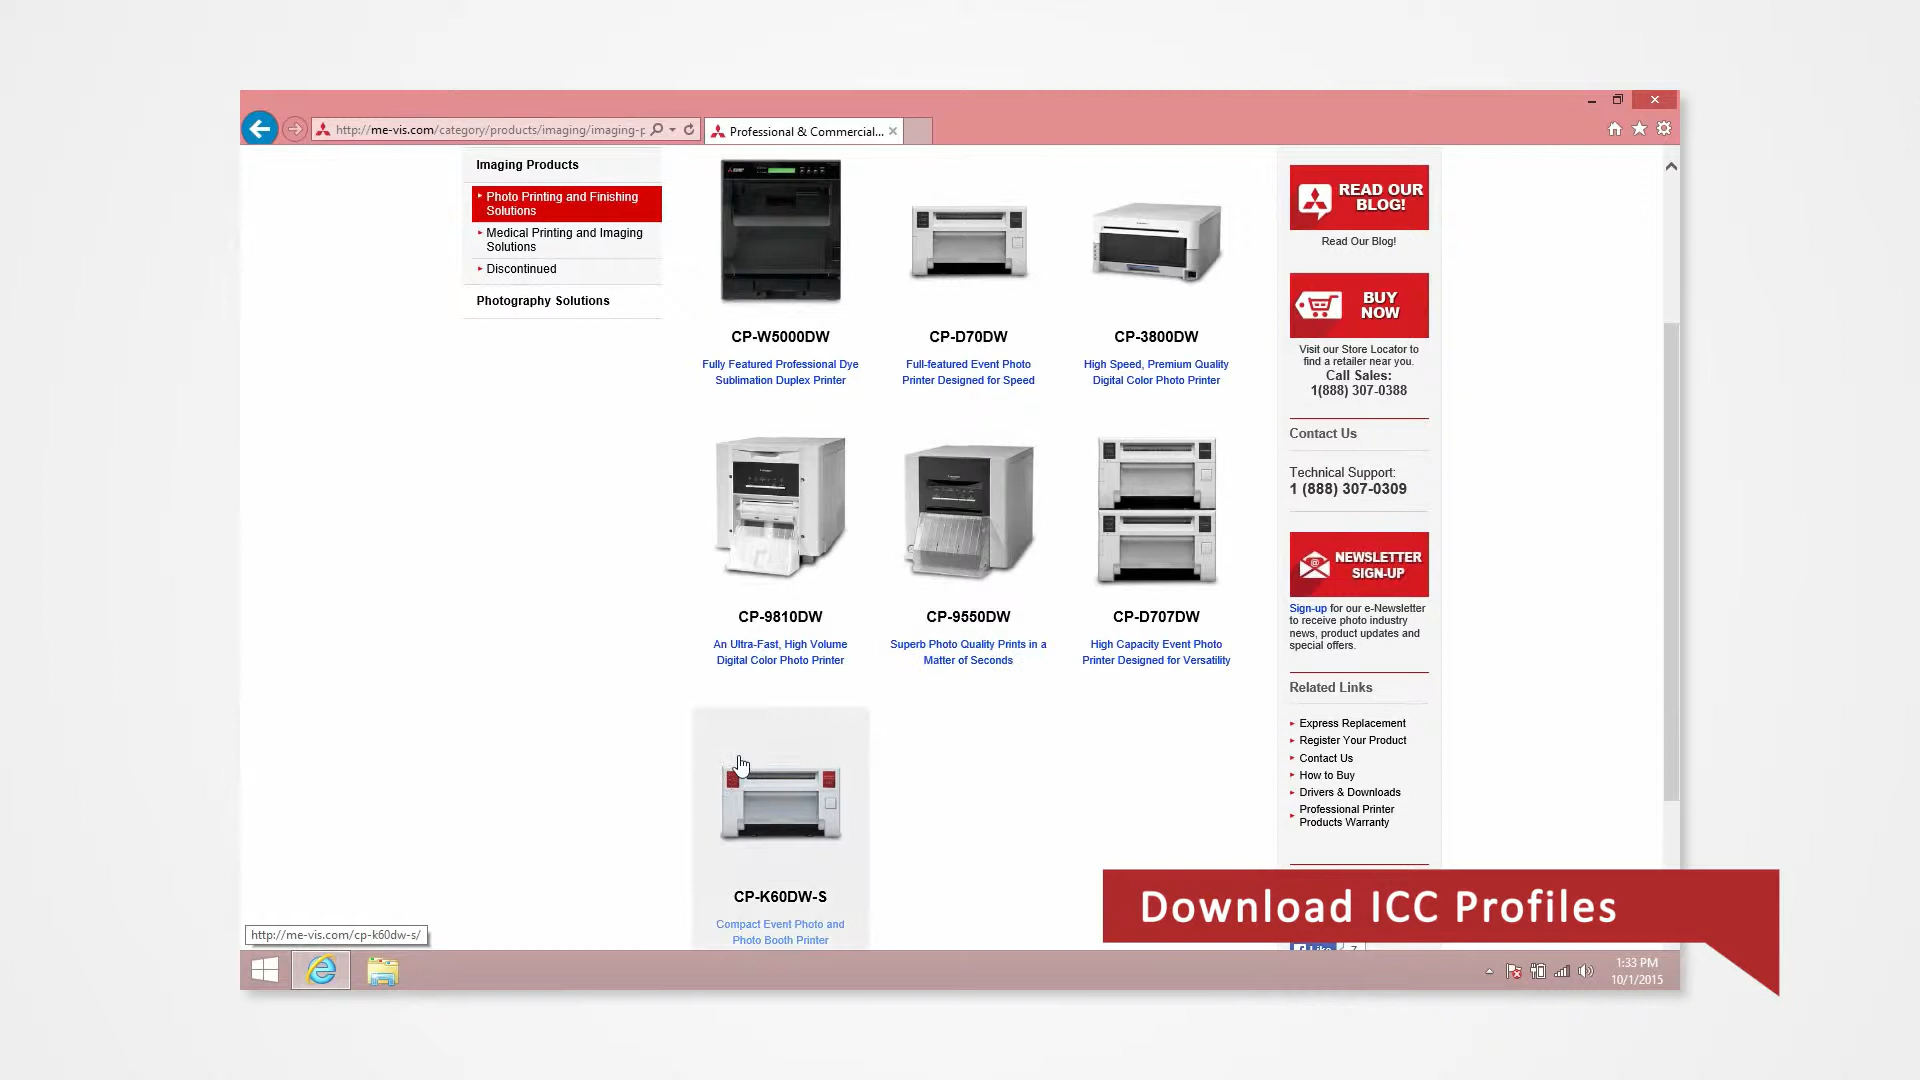 http://me-vis.com/category/products/imaging/imaging-p
Professional & Commercial...
Imaging Products
Photo Printing and Finishing
Solutions
Medical Printing and Imaging
Solutions
Discontinued
Photography Solutions
CP-W5000DW
Fully Featured Professional Dye
Sublimation Duplex Printer
CP-D70DW
Full-featured Event Photo
Printer Designed for Speed
CP-3800DW
High Speed, Premium Quality
Digital Color Photo Printer
CP-9810DW
An Ultra-Fast, High Volume
Digital Color Photo Printer
CP-9550DW
Superb Photo Quality Prints in a
Matter of Seconds
CP-D707DW
High Capacity Event Photo
Printer Designed for Versatility
CP-K60DW-S
Compact Event Photo and
Photo Booth Printer
READ OUR
BLOG!
Read Our Blog!
BUY
NOW
Visit our Store Locator to
find a retailer near you.
Call Sales:
1(888) 307-0388
Contact Us
Technical Support:
1 (888) 307-0309
NEWSLETTER
SIGN-UP
Sign-up for our e-Newsletter
to receive photo industry
news, product updates and
special offers.
Related Links
Express Replacement
Register Your Product
Contact Us
How to Buy
Drivers & Downloads
Professional Printer
Products Warranty
Download ICC Profiles
http://me-vis.com/cp-k60dw-s/
1:33 PM
10/1/2015